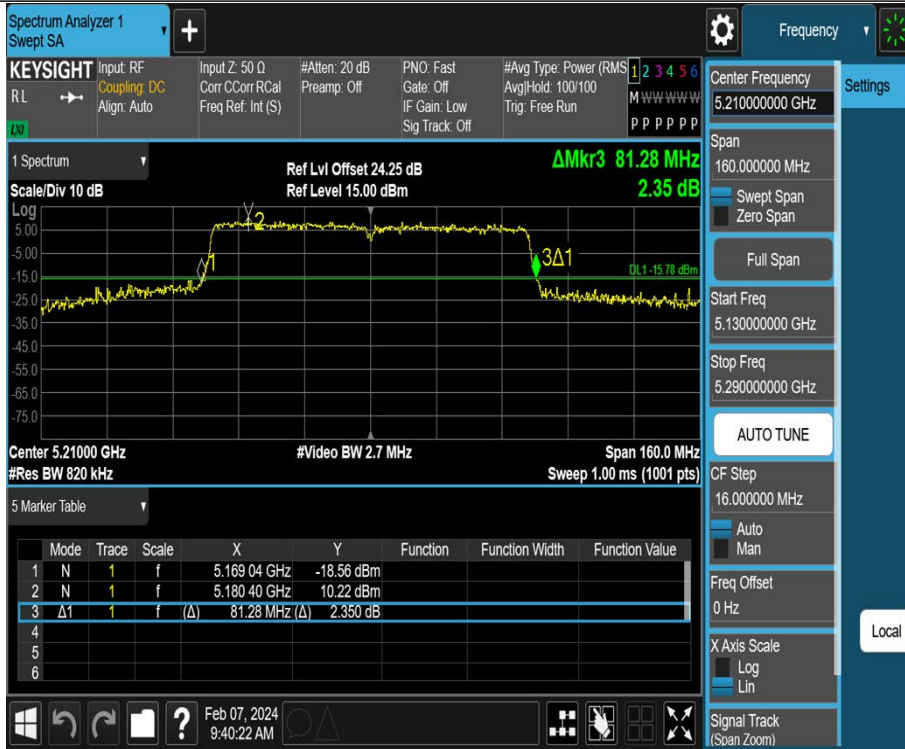 Spectrum Analyzer 1
Swept SA
+
Frequency
KEYSIGHT
RL
LXI
Input: RF
Coupling: DC
Align: Auto
Input Z: 50 Ω
Corr CCorr RCal
Freq Ref: Int (S)
#Atten: 20 dB
Preamp: Off
PNO: Fast
Gate: Off
IF Gain: Low
Sig Track: Off
#Avg Type: Power (RMS
Avg|Hold: 100/100
Trig: Free Run
1 2 3 4 5 6
M W W W W W
P P P P P P
1 Spectrum
Scale/Div 10 dB
Ref Lvl Offset 24.25 dB
Ref Level 15.00 dBm
ΔMkr3 81.28 MHz
2.35 dB
Log
5.00
-5.00
-15.0
-25.0
-35.0
-45.0
-55.0
-65.0
-75.0
2
1
3Δ1
DL1 -15.78 dBm
Center 5.21000 GHz
#Res BW 820 kHz
#Video BW 2.7 MHz
Span 160.0 MHz
Sweep 1.00 ms (1001 pts)
5 Marker Table
Mode Trace Scale X Y Function Function Width Function Value
1 N 1 f 5.169 04 GHz -18.56 dBm
2 N 1 f 5.180 40 GHz 10.22 dBm
3 Δ1 1 f (Δ) 81.28 MHz (Δ) 2.350 dB
4
5
6
?
Feb 07, 2024
9:40:22 AM
Center Frequency
5.210000000 GHz
Settings
Span
160.000000 MHz
Swept Span
Zero Span
Full Span
Start Freq
5.130000000 GHz
Stop Freq
5.290000000 GHz
AUTO TUNE
CF Step
16.000000 MHz
Auto
Man
Freq Offset
0 Hz
Local
X Axis Scale
Log
Lin
Signal Track
(Span Zoom)